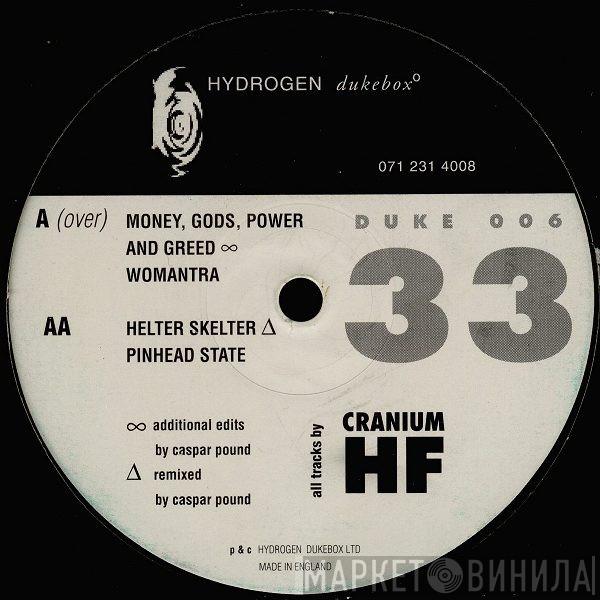 HYDROGEN dukebox°
071 231 4008
A (over) MONEY, GODS, POWER
AND GREED ∞
WOMANTRA
DUKE 006
33
AA HELTER SKELTER Δ
PINHEAD STATE
∞ additional edits
by caspar pound
Δ remixed
by caspar pound
all tracks by
CRANIUM
HF
p & c HYDROGEN DUKEBOX LTD
MADE IN ENGLAND
МАРКЕТ ВИНИЛА